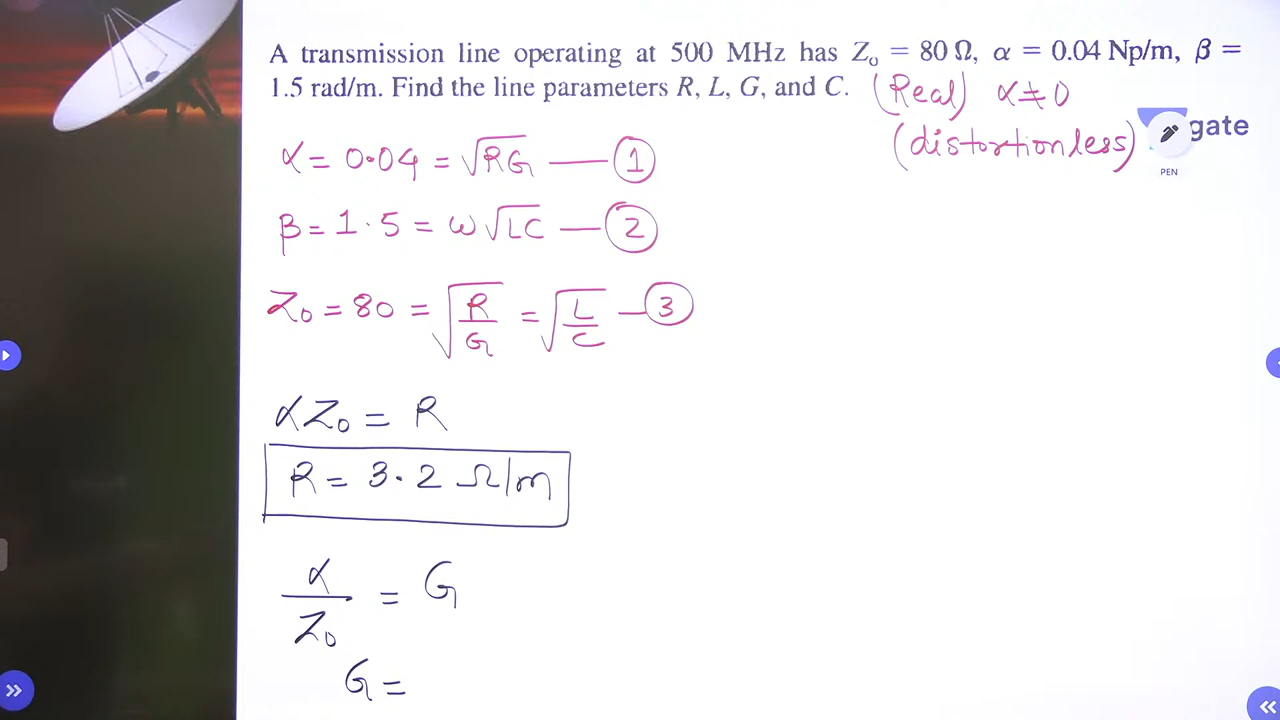 A transmission line operating at 500 MHz has Zₒ = 80 Ω, α = 0.04 Np/m, β =
1.5 rad/m. Find the line parameters R, L, G, and C. (Real) α ≠ 0
(distortionless)
gate
PEN
α = 0.04 = √RG — ①
β = 1.5 = ω√LC — ②
Z₀ = 80 = √(R/G) = √(L/C) — ③
αZ₀ = R
R = 3.2 Ω/m
α/Z₀ = G
G =